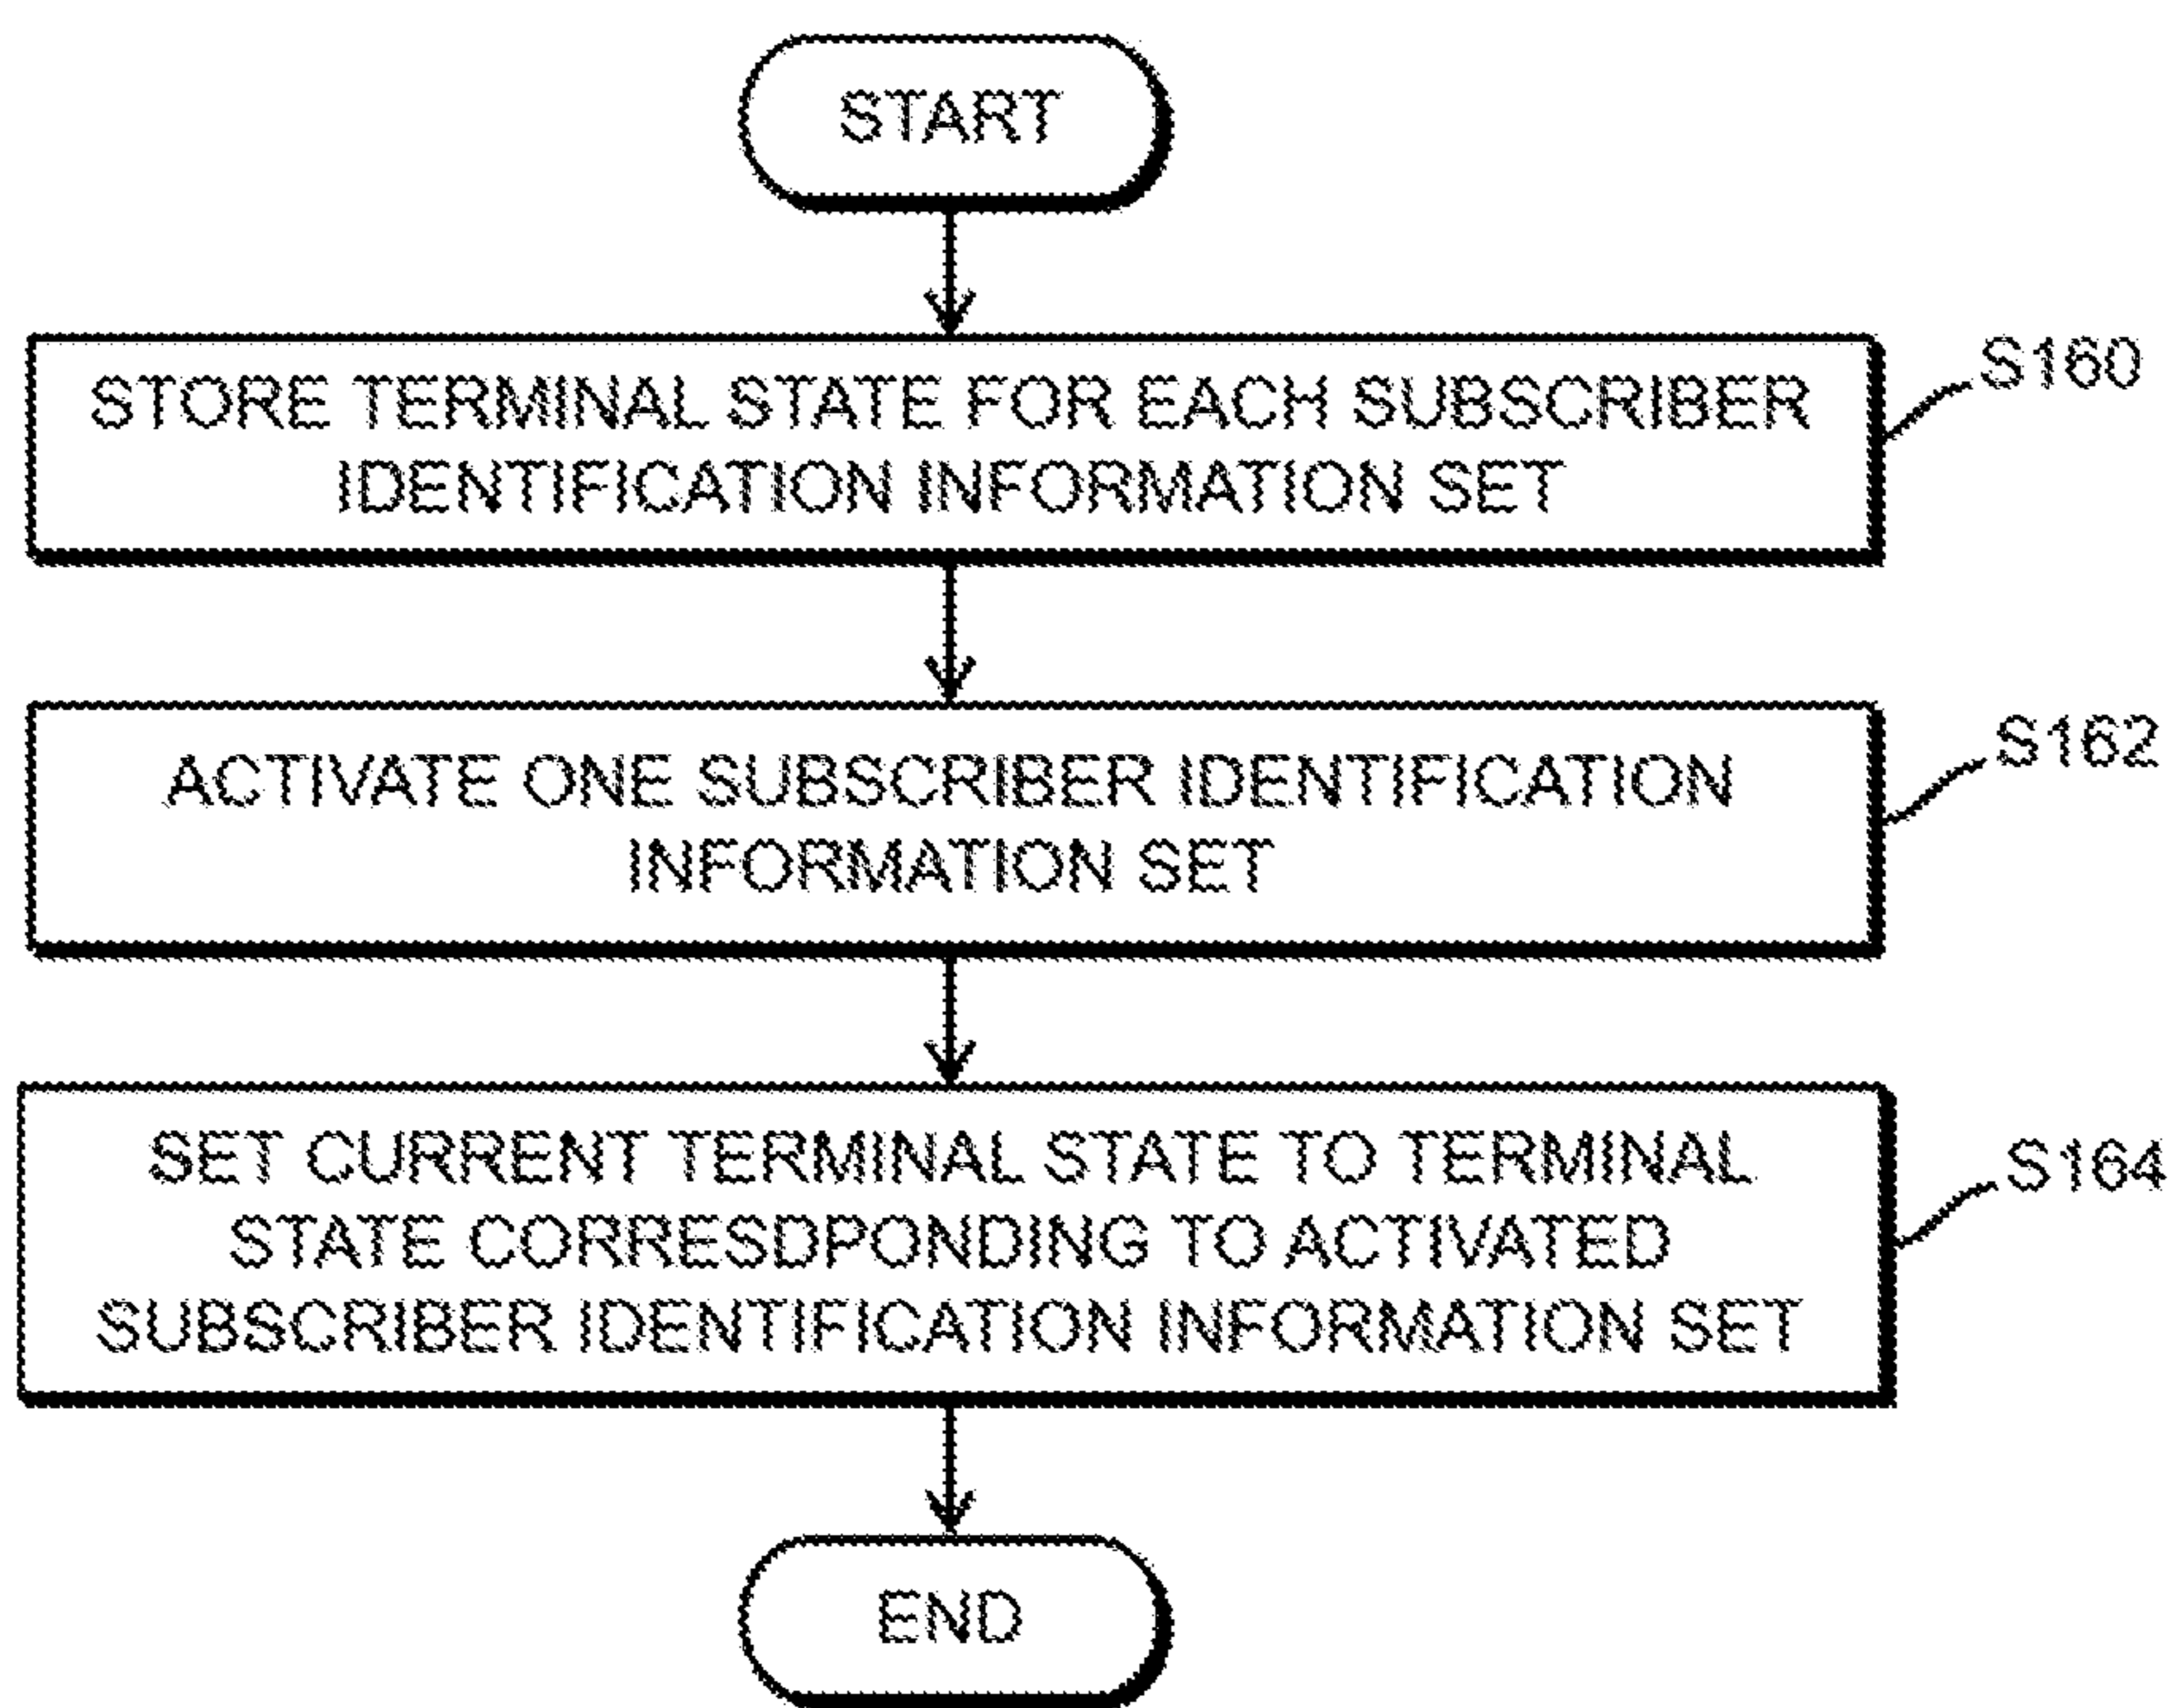 START
STORE TERMINAL STATE FOR EACH SUBSCRIBER
IDENTIFICATION INFORMATION SET
S160
ACTIVATE ONE SUBSCRIBER IDENTIFICATION
INFORMATION SET
S162
SET CURRENT TERMINAL STATE TO TERMINAL
STATE CORRESDPONDING TO ACTIVATED
SUBSCRIBER IDENTIFICATION INFORMATION SET
S164
END